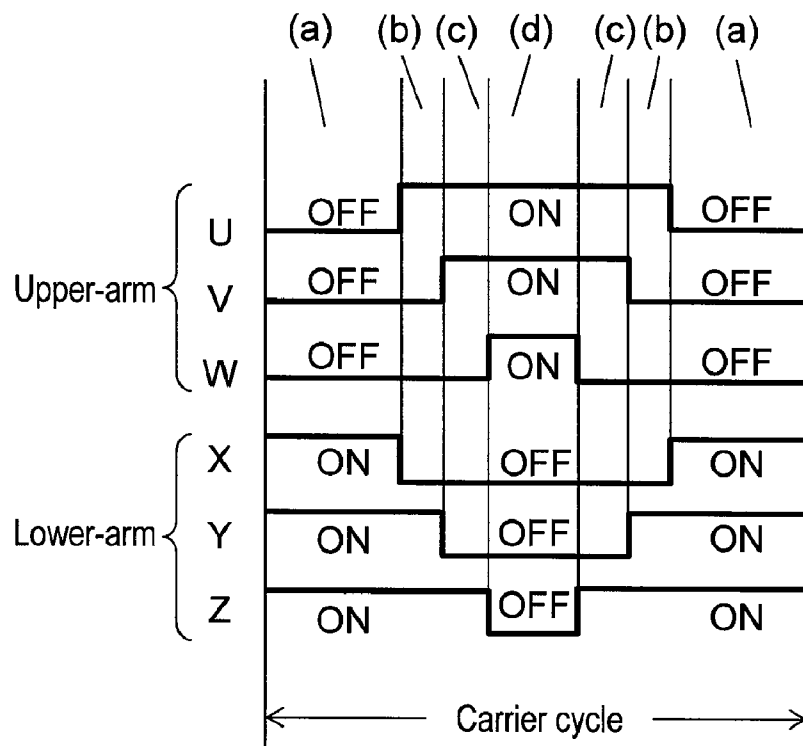 (a) (b) (c) (d) (c) (b) (a)
U OFF ON OFF
Upper-arm V OFF ON OFF
W OFF ON OFF
X ON OFF ON
Lower-arm Y ON OFF ON
Z ON OFF ON
Carrier cycle